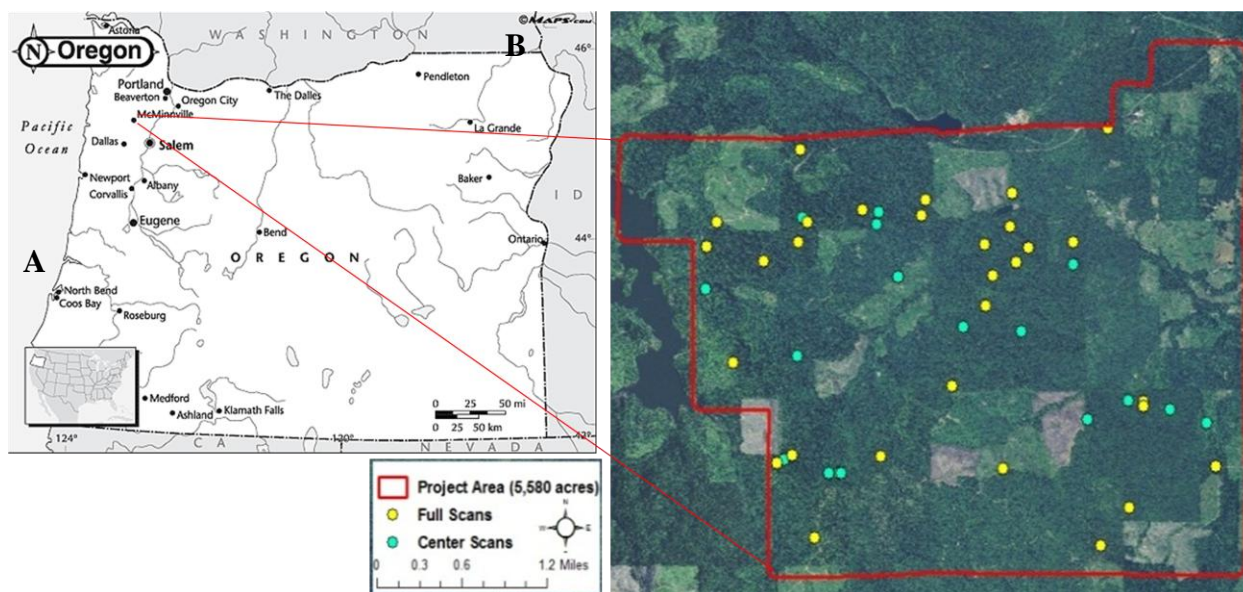 ©MAPS.com
Astoria
WASHINGTON
B
46°
N Oregon
Pendleton
Portland
Beaverton
The Dalles
Oregon City
McMinnville
La Grande
Pacific
Ocean
Dallas
Salem
Baker
Newport
Albany
Corvallis
ID
Eugene
Bend
Ontario
44°
OREGON
A
North Bend
Coos Bay
Roseburg
Medford
Ashland
Klamath Falls
0 25 50 mi
0 25 50 km
124°
CA
120°
NEVADA
42°
Project Area (5,580 acres)
Full Scans
N
W E
S
Center Scans
0 0.3 0.6 1.2 Miles